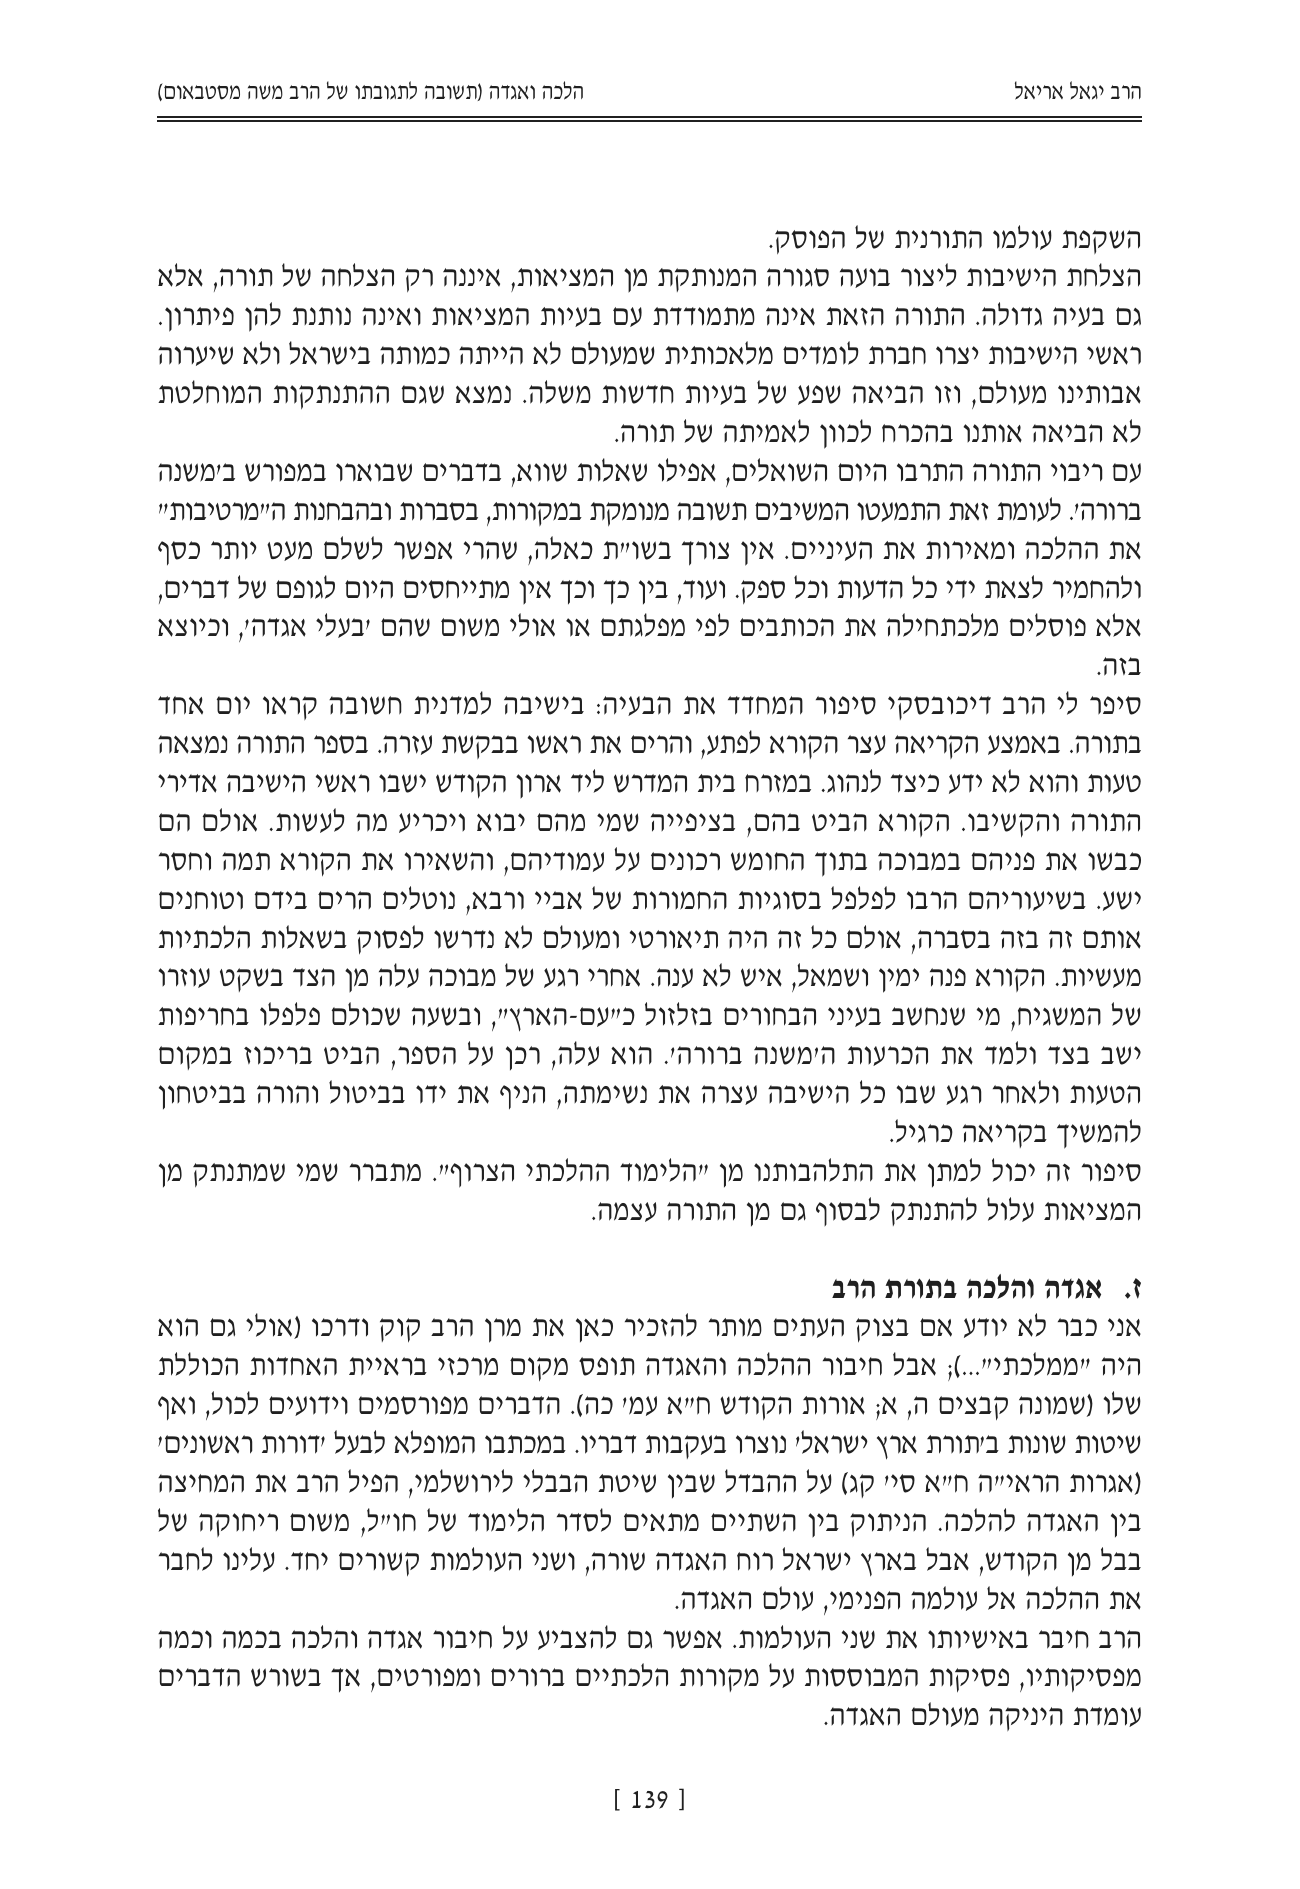 הרב יגאל אריאל
הלכה ואגדה (תשובה לתגובתו של הרב משה מסטבאום)
השקפת עולמו התורנית של הפוסק.
הצלחת הישיבות ליצור בועה סגורה המנותקת מן המציאות, איננה רק הצלחה של תורה, אלא
גם בעיה גדולה. התורה הזאת אינה מתמודדת עם בעיות המציאות ואינה נותנת להן פיתרון.
ראשי הישיבות יצרו חברת לומדים מלאכותית שמעולם לא הייתה כמותה בישראל ולא שיערוה
אבותינו מעולם, וזו הביאה שפע של בעיות חדשות משלה. נמצא שגם ההתנתקות המוחלטת
לא הביאה אותנו בהכרח לכוון לאמיתה של תורה.
עם ריבוי התורה התרבו היום השואלים, אפילו שאלות שווא, בדברים שבוארו במפורש ב'משנה
ברורה'. לעומת זאת התמעטו המשיבים תשובה מנומקת במקורות, בסברות ובהבחנות ה"מרטיבות"
את ההלכה ומאירות את העיניים. אין צורך בשו"ת כאלה, שהרי אפשר לשלם מעט יותר כסף
ולהחמיר לצאת ידי כל הדעות וכל ספק. ועוד, בין כך וכך אין מתייחסים היום לגופם של דברים,
אלא פוסלים מלכתחילה את הכותבים לפי מפלגתם או אולי משום שהם 'בעלי אגדה', וכיוצא
בזה.
סיפר לי הרב דיכובסקי סיפור המחדד את הבעיה: בישיבה למדנית חשובה קראו יום אחד
בתורה. באמצע הקריאה עצר הקורא לפתע, והרים את ראשו בבקשת עזרה. בספר התורה נמצאה
טעות והוא לא ידע כיצד לנהוג. במזרח בית המדרש ליד ארון הקודש ישבו ראשי הישיבה אדירי
התורה והקשיבו. הקורא הביט בהם, בציפייה שמי מהם יבוא ויכריע מה לעשות. אולם הם
כבשו את פניהם במבוכה בתוך החומש רכונים על עמודיהם, והשאירו את הקורא תמה וחסר
ישע. בשיעוריהם הרבו לפלפל בסוגיות החמורות של אביי ורבא, נוטלים הרים בידם וטוחנים
אותם זה בזה בסברה, אולם כל זה היה תיאורטי ומעולם לא נדרשו לפסוק בשאלות הלכתיות
מעשיות. הקורא פנה ימין ושמאל, איש לא ענה. אחרי רגע של מבוכה עלה מן הצד בשקט עוזרו
של המשגיח, מי שנחשב בעיני הבחורים בזלזול כ"עם-הארץ", ובשעה שכולם פלפלו בחריפות
ישב בצד ולמד את הכרעות ה'משנה ברורה'. הוא עלה, רכן על הספר, הביט בריכוז במקום
הטעות ולאחר רגע שבו כל הישיבה עצרה את נשימתה, הניף את ידו בביטול והורה בביטחון
להמשיך בקריאה כרגיל.
סיפור זה יכול למתן את התלהבותנו מן "הלימוד ההלכתי הצרוף". מתברר שמי שמתנתק מן
המציאות עלול להתנתק לבסוף גם מן התורה עצמה.
ז. אגדה והלכה בתורת הרב
אני כבר לא יודע אם בצוק העתים מותר להזכיר כאן את מרן הרב קוק ודרכו (אולי גם הוא
היה "ממלכתי"...); אבל חיבור ההלכה והאגדה תופס מקום מרכזי בראיית האחדות הכוללת
שלו (שמונה קבצים ה, א; אורות הקודש ח"א עמ' כה). הדברים מפורסמים וידועים לכול, ואף
שיטות שונות ב'תורת ארץ ישראל' נוצרו בעקבות דבריו. במכתבו המופלא לבעל 'דורות ראשונים'
(אגרות הראי"ה ח"א סי' קג) על ההבדל שבין שיטת הבבלי לירושלמי, הפיל הרב את המחיצה
בין האגדה להלכה. הניתוק בין השתיים מתאים לסדר הלימוד של חו"ל, משום ריחוקה של
בבל מן הקודש, אבל בארץ ישראל רוח האגדה שורה, ושני העולמות קשורים יחד. עלינו לחבר
את ההלכה אל עולמה הפנימי, עולם האגדה.
הרב חיבר באישיותו את שני העולמות. אפשר גם להצביע על חיבור אגדה והלכה בכמה וכמה
מפסיקותיו, פסיקות המבוססות על מקורות הלכתיים ברורים ומפורטים, אך בשורש הדברים
עומדת היניקה מעולם האגדה.
[ 139 ]